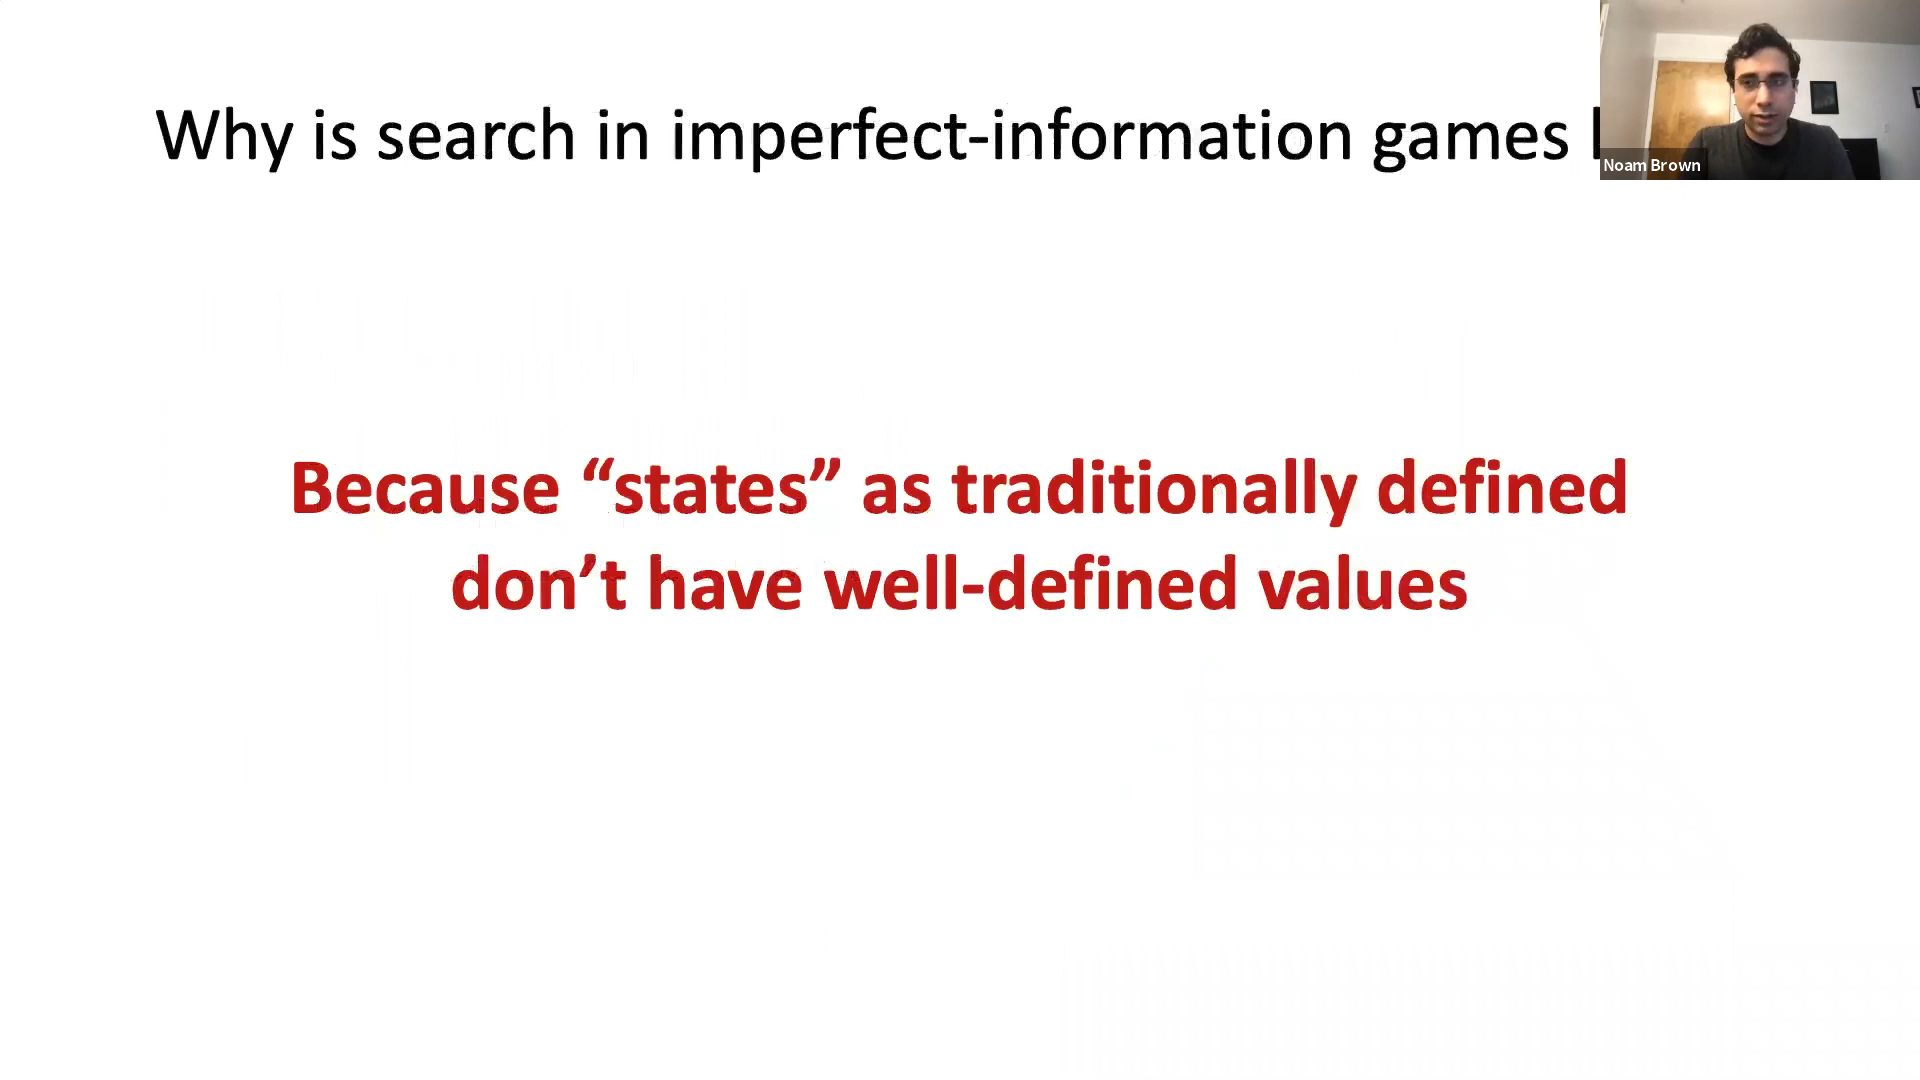 Why is search in imperfect-information games
Noam Brown
Because “states” as traditionally defined
don’t have well-defined values